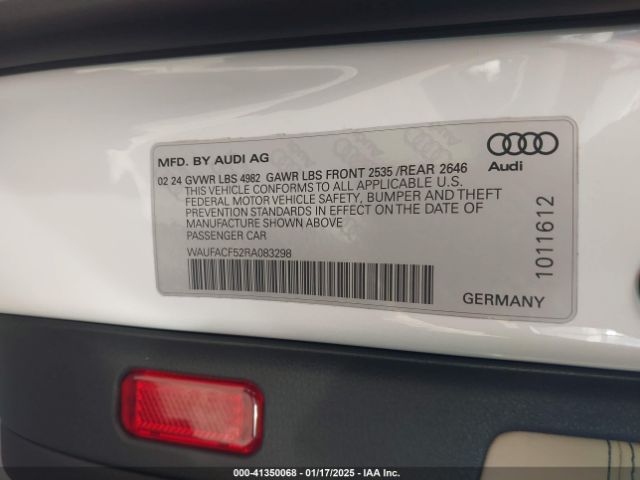 MFD. BY AUDI AG
02 24 GVWR LBS 4982 GAWR LBS FRONT 2535 /REAR 2646
THIS VEHICLE CONFORMS TO ALL APPLICABLE U.S.
FEDERAL MOTOR VEHICLE SAFETY, BUMPER AND THEFT
PREVENTION STANDARDS IN EFFECT ON THE DATE OF
MANUFACTURE SHOWN ABOVE
PASSENGER CAR
WAUFACF52RA083298
Audi
1011612
GERMANY
000-41350068 - 01/17/2025 - IAA Inc.